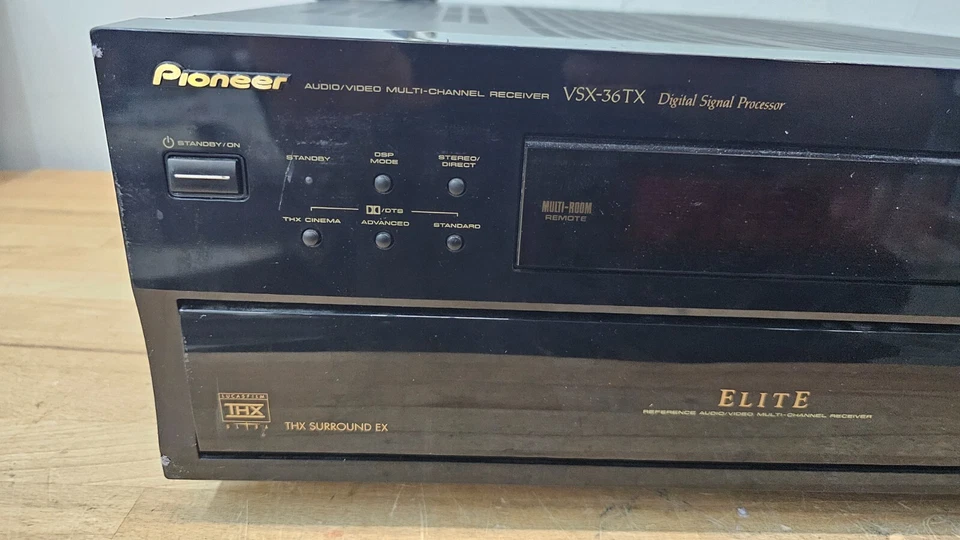 Pioneer AUDIO/VIDEO MULTI-CHANNEL RECEIVER VSX-36TX Digital Signal Processor
STANDBY/ON
STANDBY
DSP
MODE
STEREO/
DIRECT
/DTS
THX CINEMA
ADVANCED
STANDARD
MULTI-ROOM
REMOTE
LUCASFILM
THX
ULTRA
THX SURROUND EX
ELITE
REFERENCE AUDIO/VIDEO MULTI-CHANNEL RECEIVER